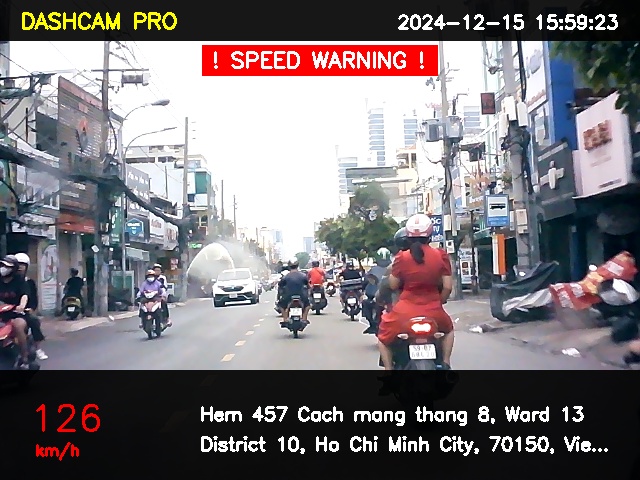 DASHCAM PRO
2024-12-15 15:59:23
! SPEED WARNING !
126
km/h
Hem 457 Cach mang thang 8, Ward 13
District 10, Ho Chi Minh City, 70150, Vie...